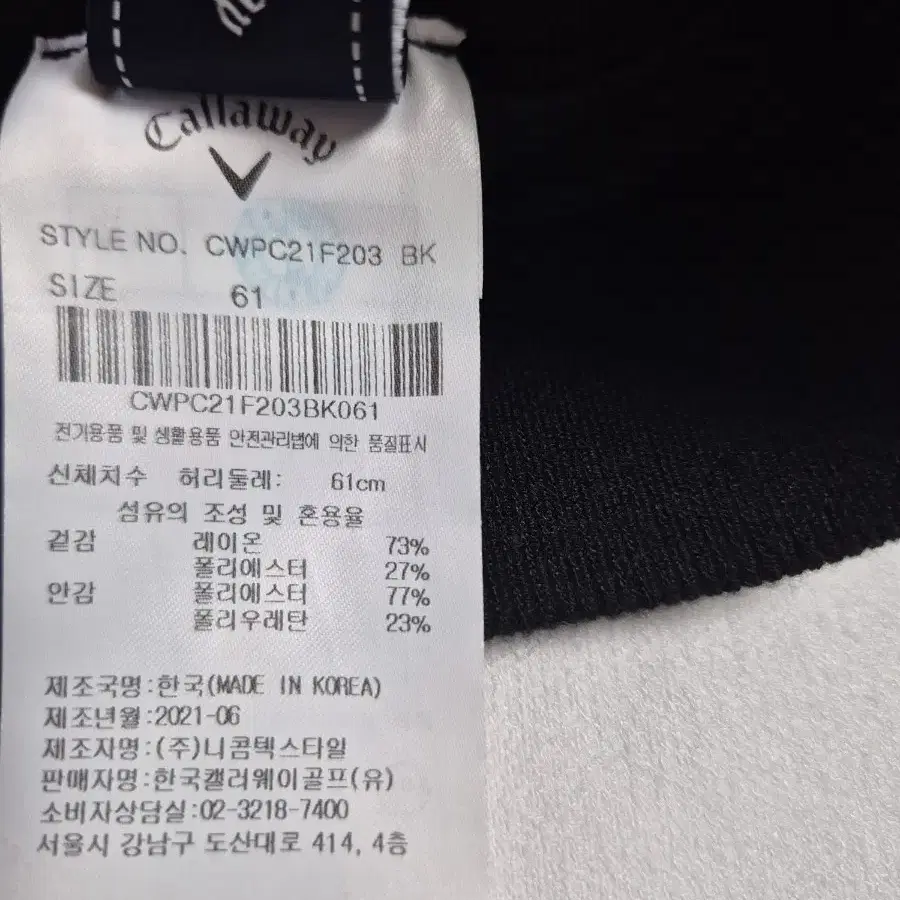 Callaway
STYLE NO. CWPC21F203 BK
SIZE 61
CWPC21F203BK061
전기용품 및 생활용품 안전관리법에 의한 품질표시
신체치수 허리둘레: 61cm
섬유의 조성 및 혼용율
겉감 레이온 73%
폴리에스터 27%
안감 폴리에스터 77%
폴리우레탄 23%
제조국명:한국(MADE IN KOREA)
제조년월:2021-06
제조자명:(주)니콤텍스타일
판매자명:한국캘러웨이골프(유)
소비자상담실:02-3218-7400
서울시 강남구 도산대로 414, 4층